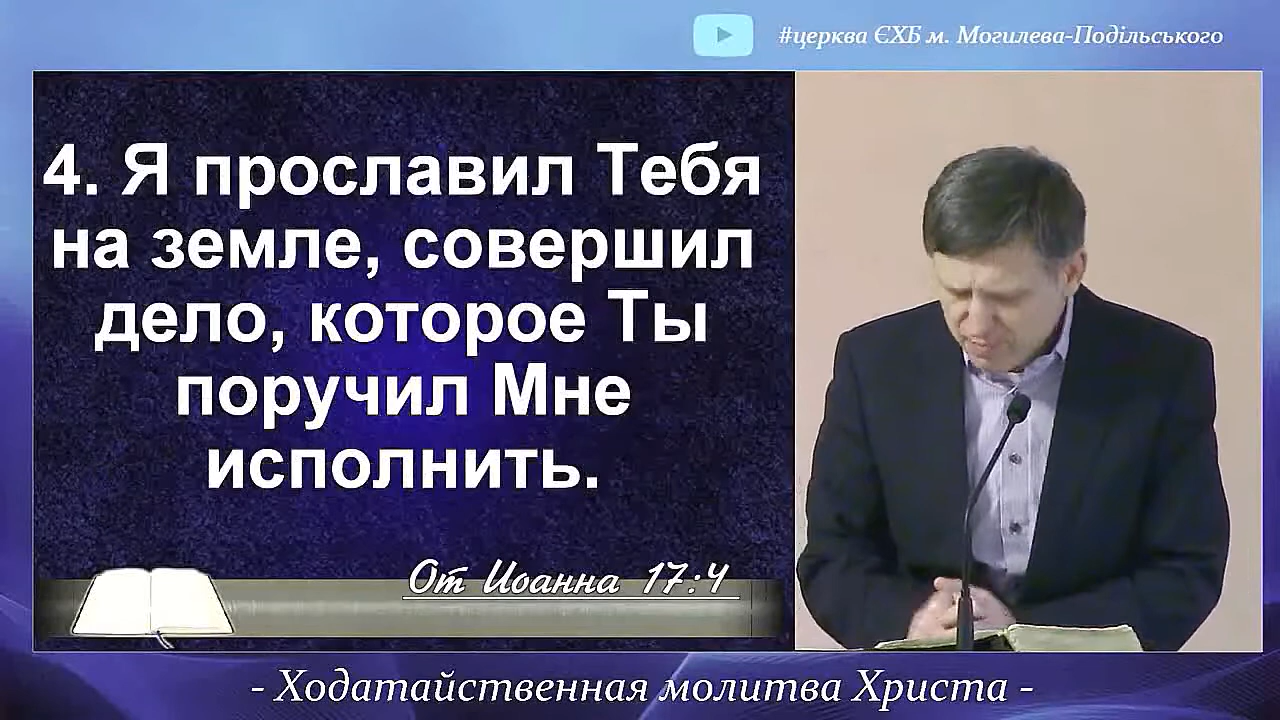 #церква ЄХБ м. Могилева-Подільського
4. Я прославил Тебя
на земле, совершил
дело, которое Ты
поручил Мне
исполнить.
От Иоанна 17:4
- Ходатайственная молитва Христа -